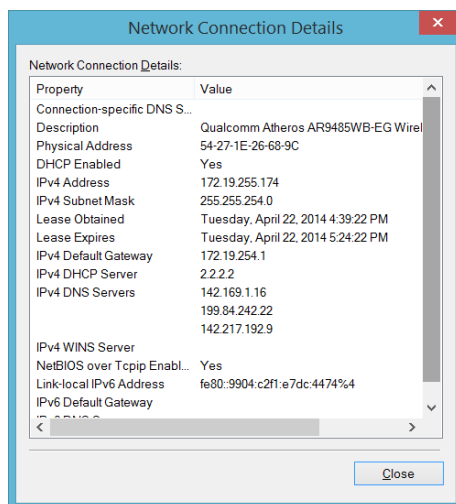 Network Connection Details
Network Connection Details:
Property Value
Connection-specific DNS S...
Description Qualcomm Atheros AR9485WB-EG Wirel
Physical Address 54-27-1E-26-68-9C
DHCP Enabled Yes
IPv4 Address 172.19.255.174
IPv4 Subnet Mask 255.255.254.0
Lease Obtained Tuesday, April 22, 2014 4:39:22 PM
Lease Expires Tuesday, April 22, 2014 5:24:22 PM
IPv4 Default Gateway 172.19.254.1
IPv4 DHCP Server 2.2.2.2
IPv4 DNS Servers 142.169.1.16
199.84.242.22
142.217.192.9
IPv4 WINS Server
NetBIOS over Tcpip Enabl... Yes
Link-local IPv6 Address fe80::9904:c2f1:e7dc:4474%4
IPv6 Default Gateway
Close